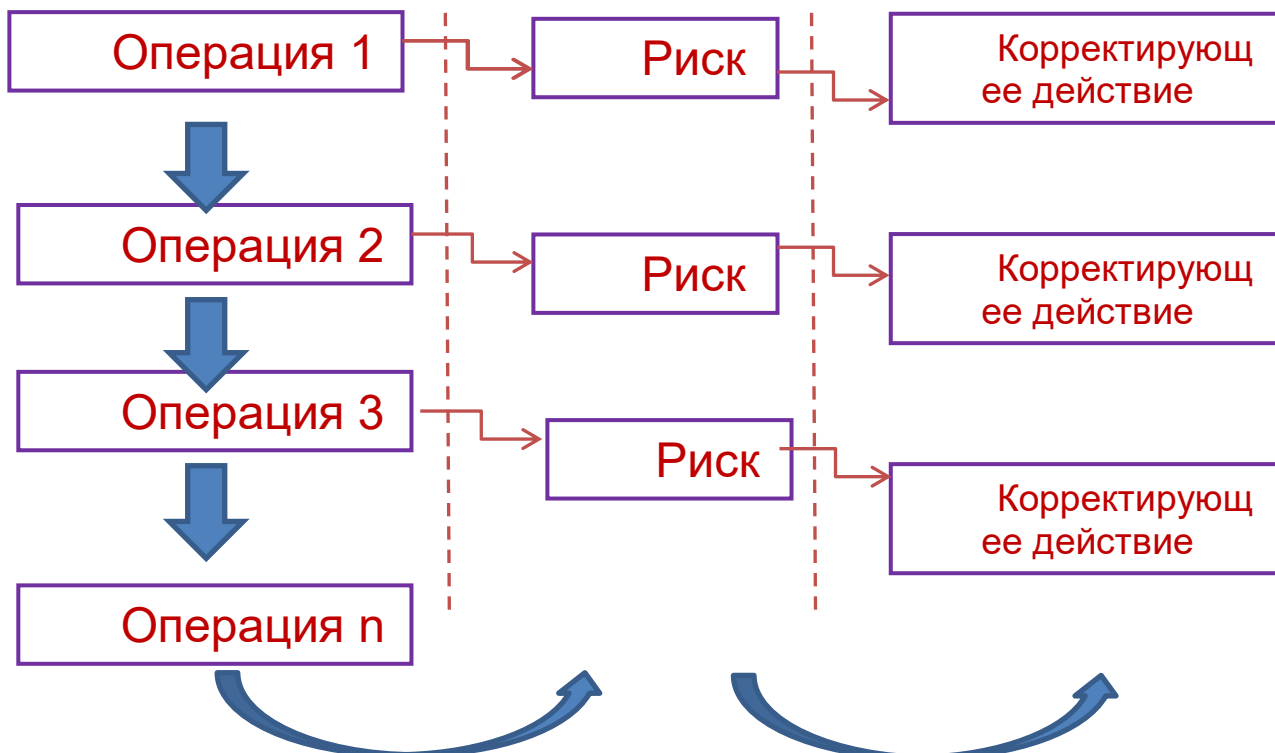 Операция 1
Риск
Корректирующ
ее действие
Операция 2
Риск
Корректирующ
ее действие
Операция 3
Риск
Корректирующ
ее действие
Операция n